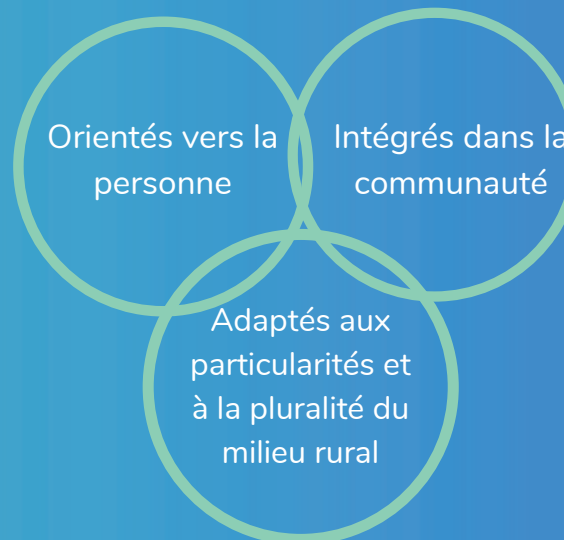 Orientés vers la
personne
Intégrés dans la
communauté
Adaptés aux
particularités et
à la pluralité du
milieu rural